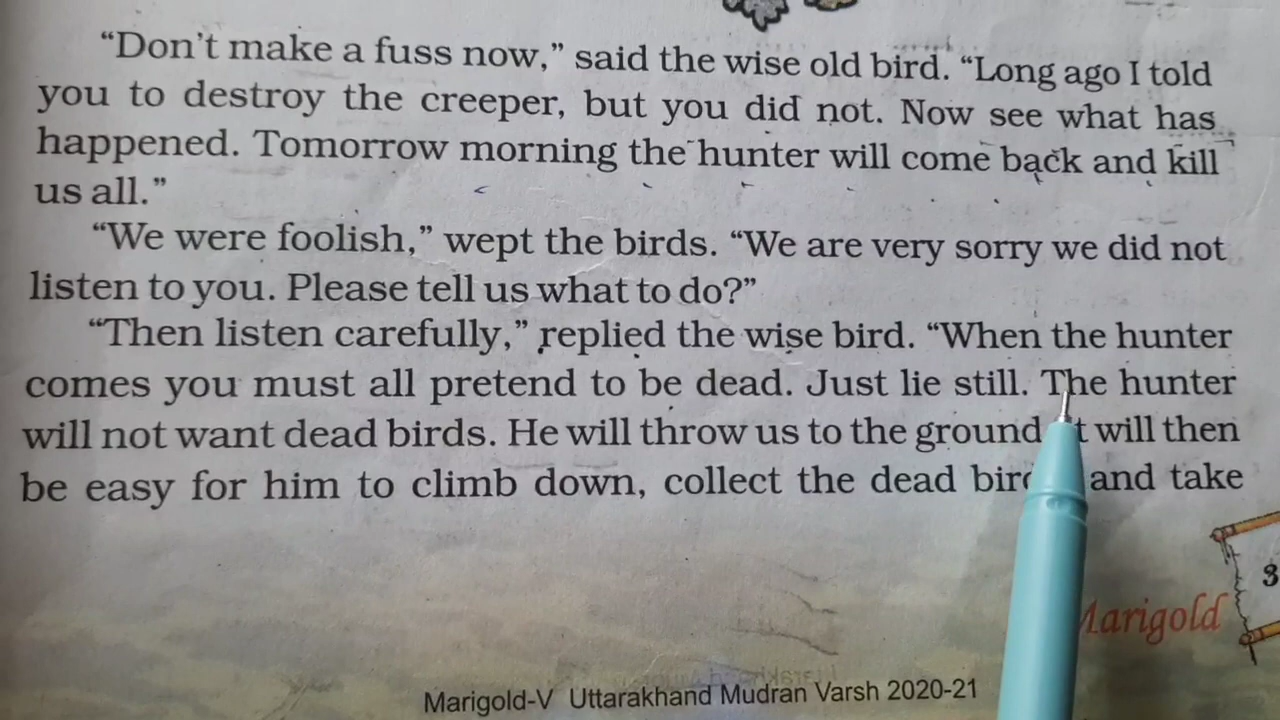 “Don't make a fuss now,” said the wise old bird. “Long ago I told
you to destroy the creeper, but you did not. Now see what has
happened. Tomorrow morning the hunter will come back and kill
us all.”
“We were foolish,” wept the birds. “We are very sorry we did not
listen to you. Please tell us what to do?”
“Then listen carefully,” replied the wise bird. “When the hunter
comes you must all pretend to be dead. Just lie still. The hunter
will not want dead birds. He will throw us to the ground will then
be easy for him to climb down, collect the dead and take
3
Marigold
Marigold-V Uttarakhand Mudran Varsh 2020-21